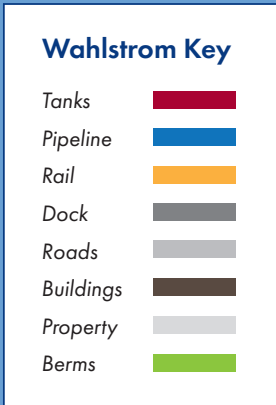 Wahlstrom Key
Tanks
Pipeline
Rail
Dock
Roads
Buildings
Property
Berms